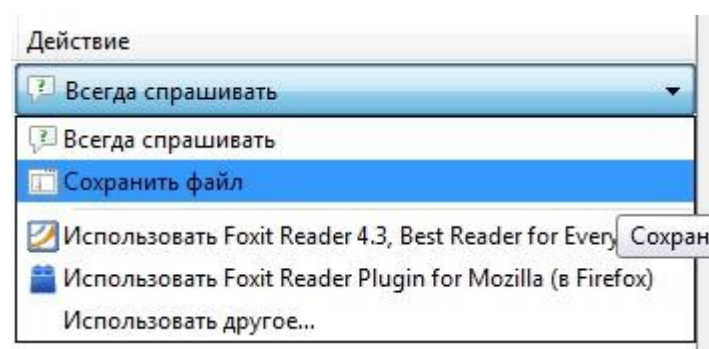 Действие
Всегда спрашивать
Всегда спрашивать
Сохранить файл
Использовать Foxit Reader 4.3, Best Reader for Every
Сохран
Использовать Foxit Reader Plugin for Mozilla (в Firefox)
Использовать другое...